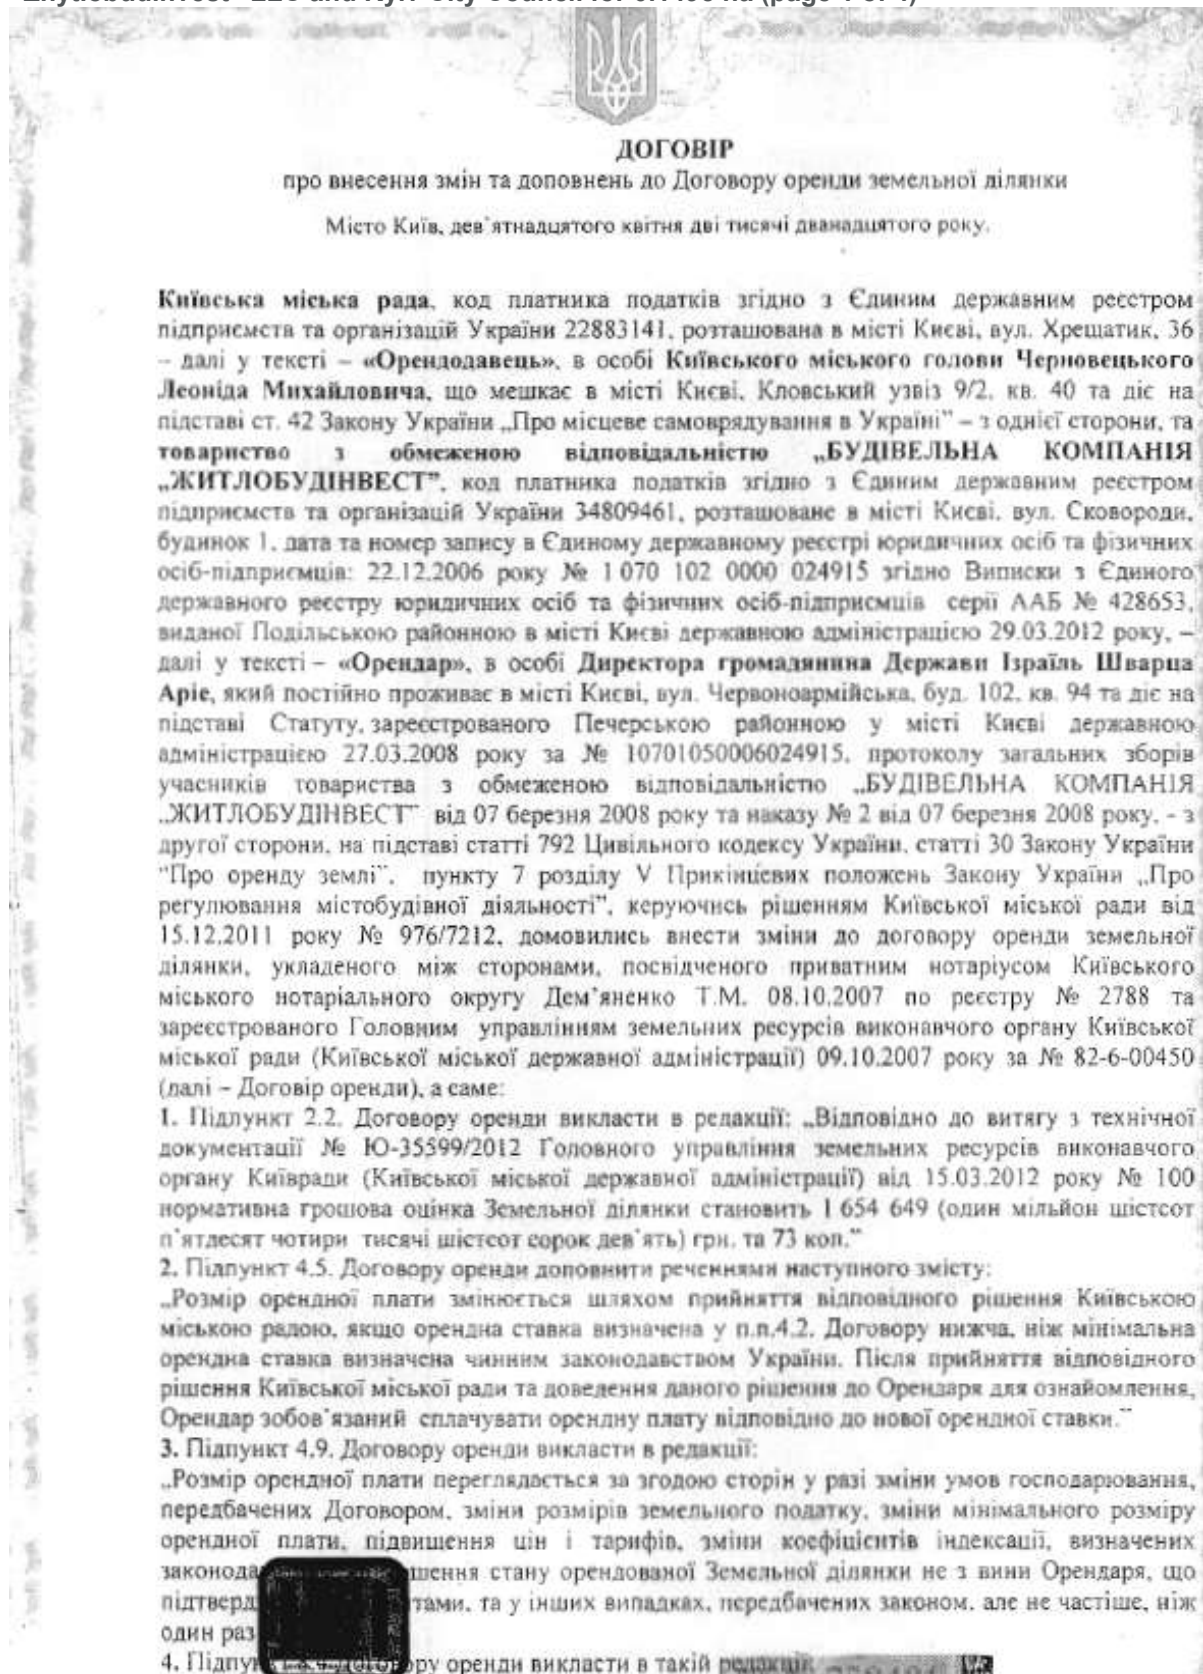 ДОГОВІР
про внесення змін та доповнень до Договору оренди земельної ділянки
Місто Київ, дев`ятнадцятого квітня дві тисячі дванадцятого року.
Київська міська рада, код платника податків згідно з Єдиним державним реєстром
підприємств та організацій України 22883141, розташована в місті Києві, вул. Хрещатик, 36
– далі у тексті – «Орендодавець», в особі Київського міського голови Черновецького
Леоніда Михайловича, що мешкає в місті Києві, Кловський узвіз 9/2, кв. 40 та діє на
підставі ст. 42 Закону України „Про місцеве самоврядування в Україні” – з однієї сторони, та
товариство з обмеженою відповідальністю „БУДІВЕЛЬНА КОМПАНІЯ
„ЖИТЛОБУДІНВЕСТ”, код платника податків згідно з Єдиним державним реєстром
підприємств та організацій України 34809461, розташоване в місті Києві, вул. Сковороди,
будинок 1, дата та номер запису в Єдиному державному реєстрі юридичних осіб та фізичних
осіб-підприємців: 22.12.2006 року № 1 070 102 0000 024915 згідно Виписки з Єдиного
державного реєстру юридичних осіб та фізичних осіб-підприємців серії ААБ № 428653,
виданої Подільською районною в місті Києві державною адміністрацією 29.03.2012 року, –
далі у тексті – «Орендар», в особі Директора громадянина Держави Ізраїль Шварца
Аріє, який постійно проживає в місті Києві, вул. Червоноармійська, буд. 102, кв. 94 та діє на
підставі Статуту, зареєстрованого Печерською районною у місті Києві державною
адміністрацією 27.03.2008 року за № 10701050006024915, протоколу загальних зборів
учасників товариства з обмеженою відповідальністю „БУДІВЕЛЬНА КОМПАНІЯ
„ЖИТЛОБУДІНВЕСТ” від 07 березня 2008 року та наказу № 2 від 07 березня 2008 року, - з
другої сторони, на підставі статті 792 Цивільного кодексу України, статті 30 Закону України
"Про оренду землі", пункту 7 розділу V Прикінцевих положень Закону України „Про
регулювання містобудівної діяльності”, керуючись рішенням Київської міської ради від
15.12.2011 року № 976/7212, домовились внести зміни до договору оренди земельної
ділянки, укладеного між сторонами, посвідченого приватним нотаріусом Київського
міського нотаріального округу Дем’яненко Т.М. 08.10.2007 по реєстру № 2788 та
зареєстрованого Головним управлінням земельних ресурсів виконавчого органу Київської
міської ради (Київської міської державної адміністрації) 09.10.2007 року за № 82-6-00450
(далі – Договір оренди), а саме:
1. Підпункт 2.2. Договору оренди викласти в редакції: „Відповідно до витягу з технічної
документації № Ю-35599/2012 Головного управління земельних ресурсів виконавчого
органу Київради (Київської міської державної адміністрації) від 15.03.2012 року № 100
нормативна грошова оцінка Земельної ділянки становить 1 654 649 (один мільйон шістсот
п`ятдесят чотири тисячі шістсот сорок дев`ять) грн. та 73 коп.“
2. Підпункт 4.5. Договору оренди доповнити реченнями наступного змісту:
„Розмір орендної плати змінюється шляхом прийняття відповідного рішення Київською
міською радою, якщо орендна ставка визначена у п.п.4.2. Договору нижча, ніж мінімальна
орендна ставка визначена чинним законодавством України. Після прийняття відповідного
рішення Київської міської ради та доведення даного рішення до Орендаря для ознайомлення,
Орендар зобов`язаний сплачувати орендну плату відповідно до нової орендної ставки.”
3. Підпункт 4.9. Договору оренди викласти в редакції:
„Розмір орендної плати переглядається за згодою сторін у разі зміни умов господарювання,
передбачених Договором, зміни розмірів земельного податку, зміни мінімального розміру
орендної плати, підвищення цін і тарифів, зміни коефіцієнтів індексації, визначених
законода шення стану орендованої Земельної ділянки не з вини Орендаря, що
підтверд тами, та у інших випадках, передбачених законом, але не частіше, ніж
один раз
4. Підпун ору оренди викласти в такій редакції: